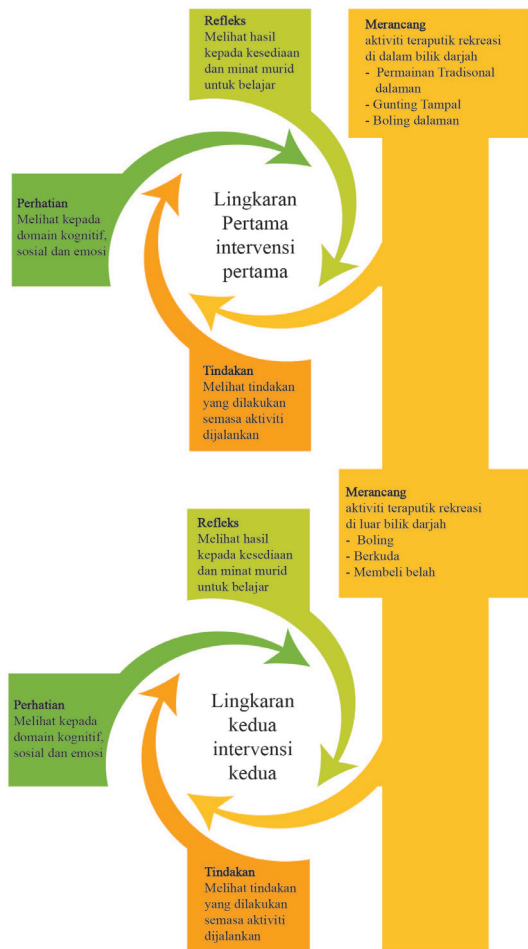 Refleks
Melihat hasil
kepada kesediaan
dan minat murid
untuk belajar
Merancang
aktiviti teraputik rekreasi
di dalam bilik darjah
- Permainan Tradisonal
dalaman
- Gunting Tampal
- Boling dalaman
Perhatian
Melihat kepada
domain kognitif,
sosial dan emosi
Lingkaran
Pertama
intervensi
pertama
Tindakan
Melihat tindakan
yang dilakukan
semasa aktiviti
dijalankan
Merancang
aktiviti teraputik rekreasi
di luar bilik darjah
- Boling
- Berkuda
- Membeli belah
Refleks
Melihat hasil
kepada kesediaan
dan minat murid
untuk belajar
Perhatian
Melihat kepada
domain kognitif,
sosial dan emosi
Lingkaran
kedua
intervensi
kedua
Tindakan
Melihat tindakan
yang dilakukan
semasa aktiviti
dijalankan